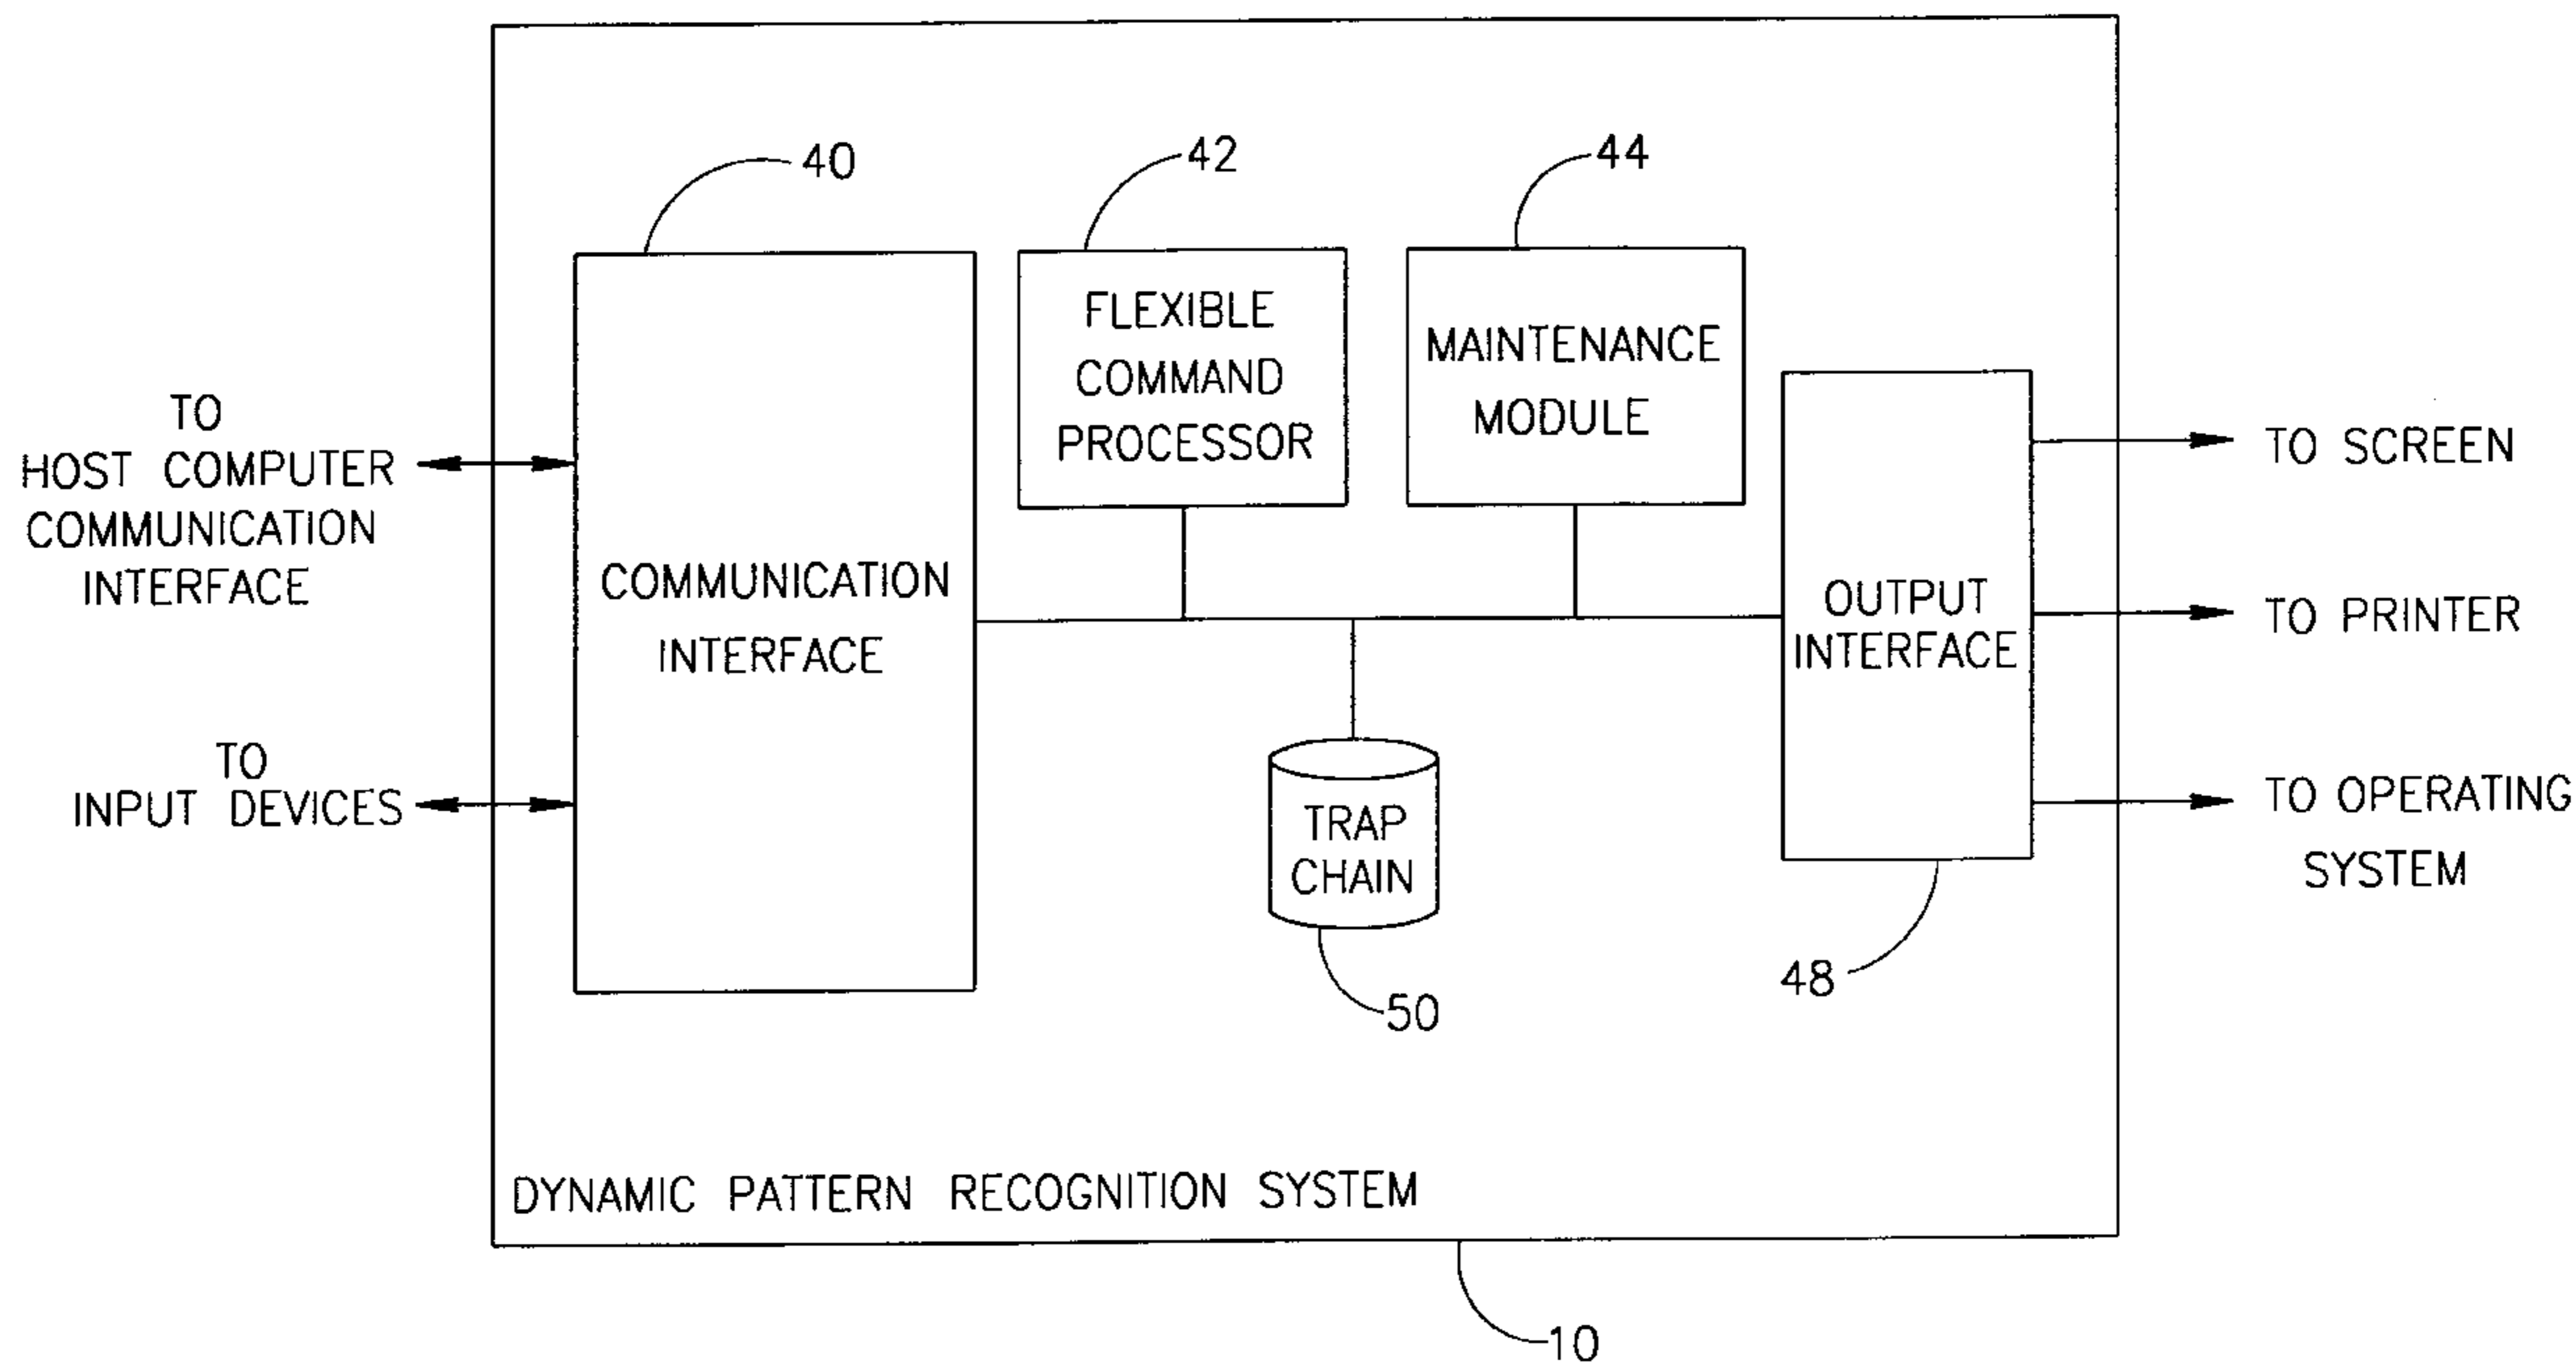 40
42
44
FLEXIBLE
COMMAND
PROCESSOR
MAINTENANCE
MODULE
TO
HOST COMPUTER
COMMUNICATION
INTERFACE
COMMUNICATION
INTERFACE
OUTPUT
INTERFACE
TO SCREEN
TO PRINTER
TO OPERATING
SYSTEM
TO
INPUT DEVICES
TRAP
CHAIN
48
50
DYNAMIC PATTERN RECOGNITION SYSTEM
10